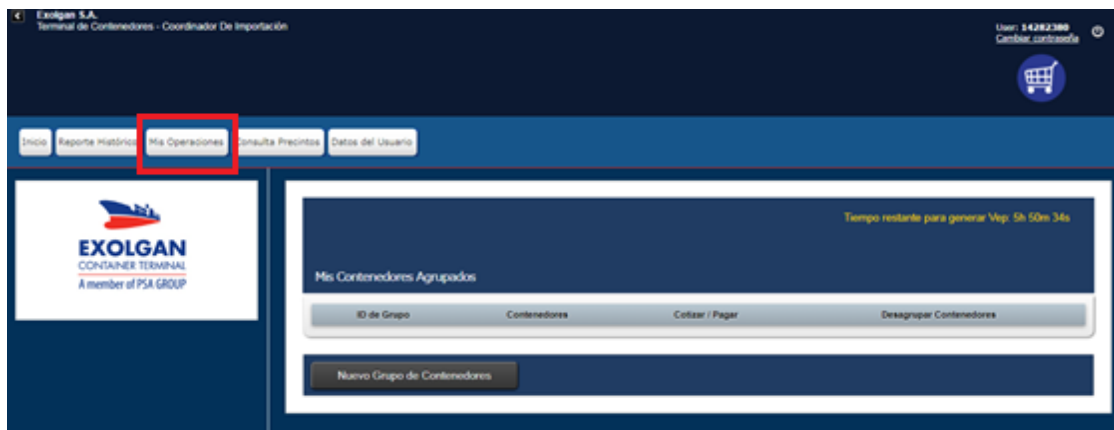 Exolgan S.A.
Terminal de Contenedores - Coordinador De Importación
User: 14282380
Cambiar contraseña
Inicio
Reporte Histórico
Mis Operaciones
Consulta Precintos
Datos del Usuario
EXOLGAN
CONTAINER TERMINAL
A member of PSA GROUP
Tiempo restante para generar Vep: 5h 50m 34s
Mis Contenedores Agrupados
ID de Grupo Contenedores Cotizar / Pagar Desagrupar Contenedores
Nuevo Grupo de Contenedores